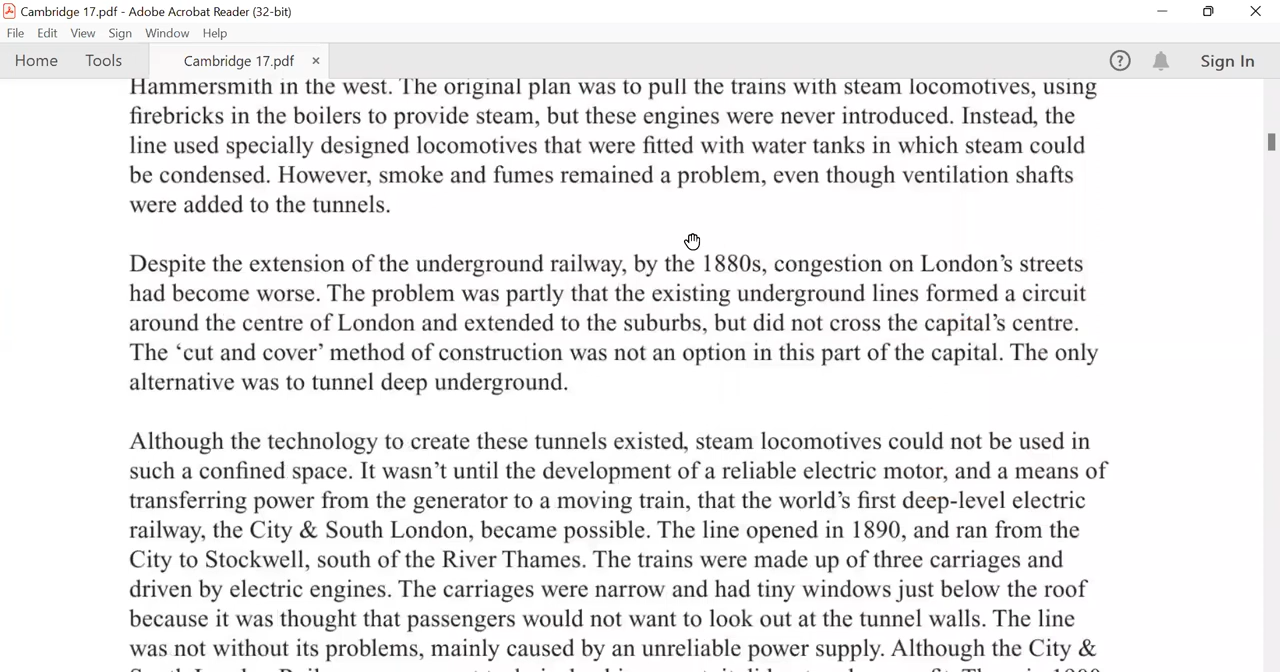 Cambridge 17.pdf - Adobe Acrobat Reader (32-bit)
File Edit View Sign Window Help
Home Tools Cambridge 17.pdf × ? Sign In
Hammersmith in the west. The original plan was to pull the trains with steam locomotives, using
firebricks in the boilers to provide steam, but these engines were never introduced. Instead, the
line used specially designed locomotives that were fitted with water tanks in which steam could
be condensed. However, smoke and fumes remained a problem, even though ventilation shafts
were added to the tunnels.
Despite the extension of the underground railway, by the 1880s, congestion on London’s streets
had become worse. The problem was partly that the existing underground lines formed a circuit
around the centre of London and extended to the suburbs, but did not cross the capital’s centre.
The ‘cut and cover’ method of construction was not an option in this part of the capital. The only
alternative was to tunnel deep underground.
Although the technology to create these tunnels existed, steam locomotives could not be used in
such a confined space. It wasn’t until the development of a reliable electric motor, and a means of
transferring power from the generator to a moving train, that the world’s first deep-level electric
railway, the City & South London, became possible. The line opened in 1890, and ran from the
City to Stockwell, south of the River Thames. The trains were made up of three carriages and
driven by electric engines. The carriages were narrow and had tiny windows just below the roof
because it was thought that passengers would not want to look out at the tunnel walls. The line
was not without its problems, mainly caused by an unreliable power supply. Although the City &